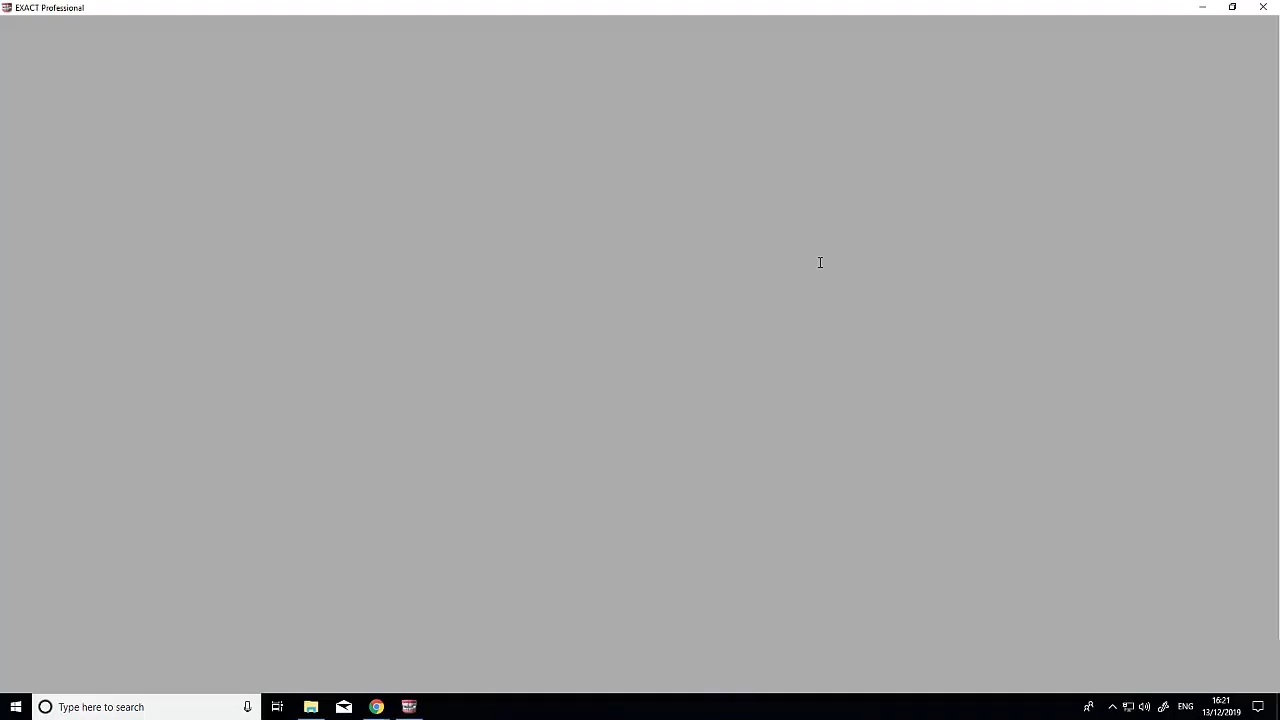 EXACT Professional
Type here to search
ENG
16:21
13/12/2019